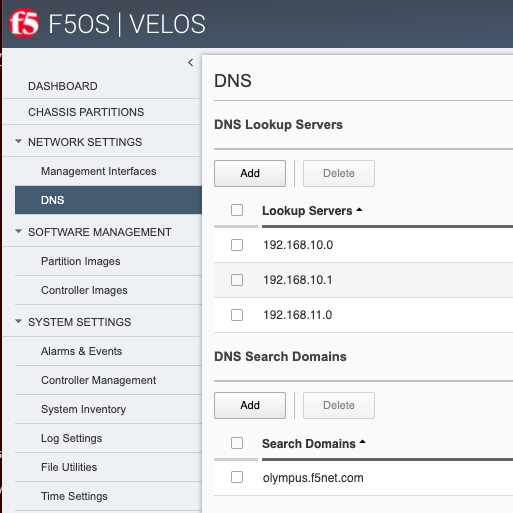 f5 F5OS | VELOS
DASHBOARD
CHASSIS PARTITIONS
NETWORK SETTINGS
Management Interfaces
DNS
SOFTWARE MANAGEMENT
Partition Images
Controller Images
SYSTEM SETTINGS
Alarms & Events
Controller Management
System Inventory
Log Settings
File Utilities
Time Settings
DNS
DNS Lookup Servers
Add Delete
Lookup Servers
192.168.10.0
192.168.10.1
192.168.11.0
DNS Search Domains
Add Delete
Search Domains
olympus.f5net.com